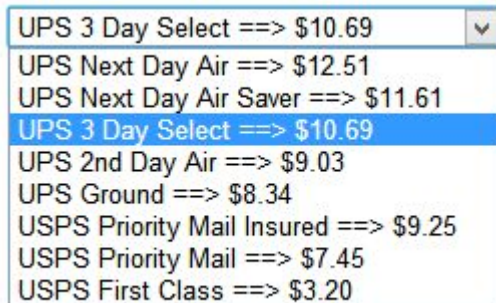 UPS 3 Day Select ==> $10.69
UPS Next Day Air ==> $12.51
UPS Next Day Air Saver ==> $11.61
UPS 3 Day Select ==> $10.69
UPS 2nd Day Air ==> $9.03
UPS Ground ==> $8.34
USPS Priority Mail Insured ==> $9.25
USPS Priority Mail ==> $7.45
USPS First Class ==> $3.20